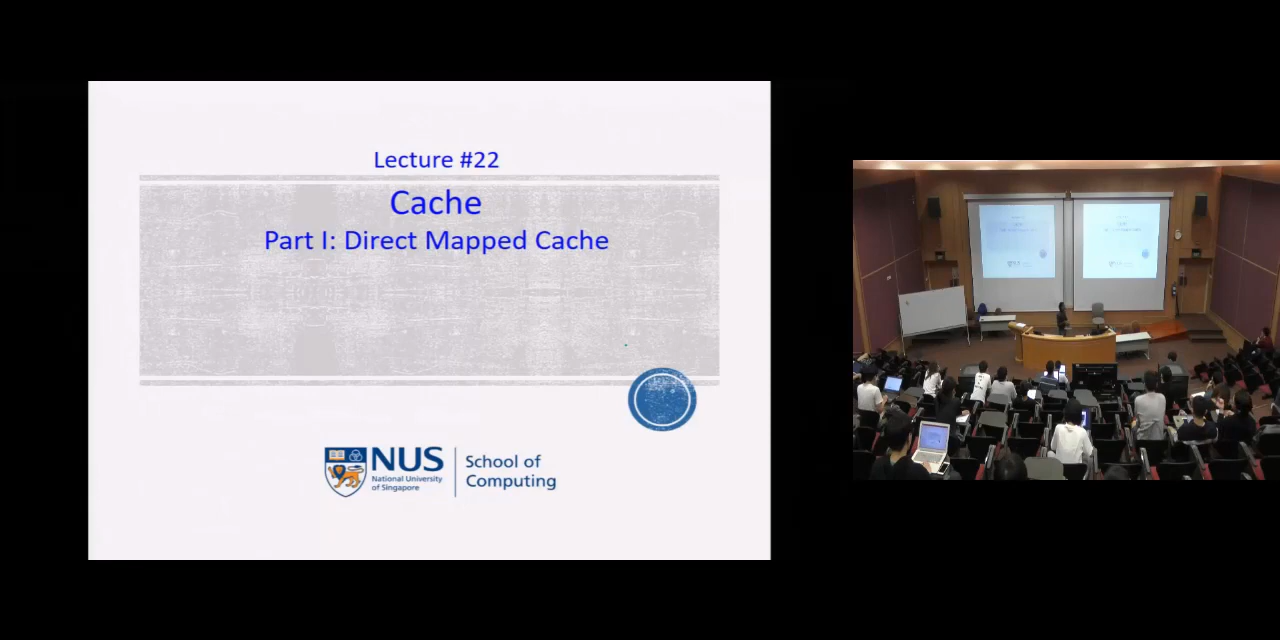 Lecture #22
Cache
Part I: Direct Mapped Cache
NUS
National University
of Singapore
School of
Computing